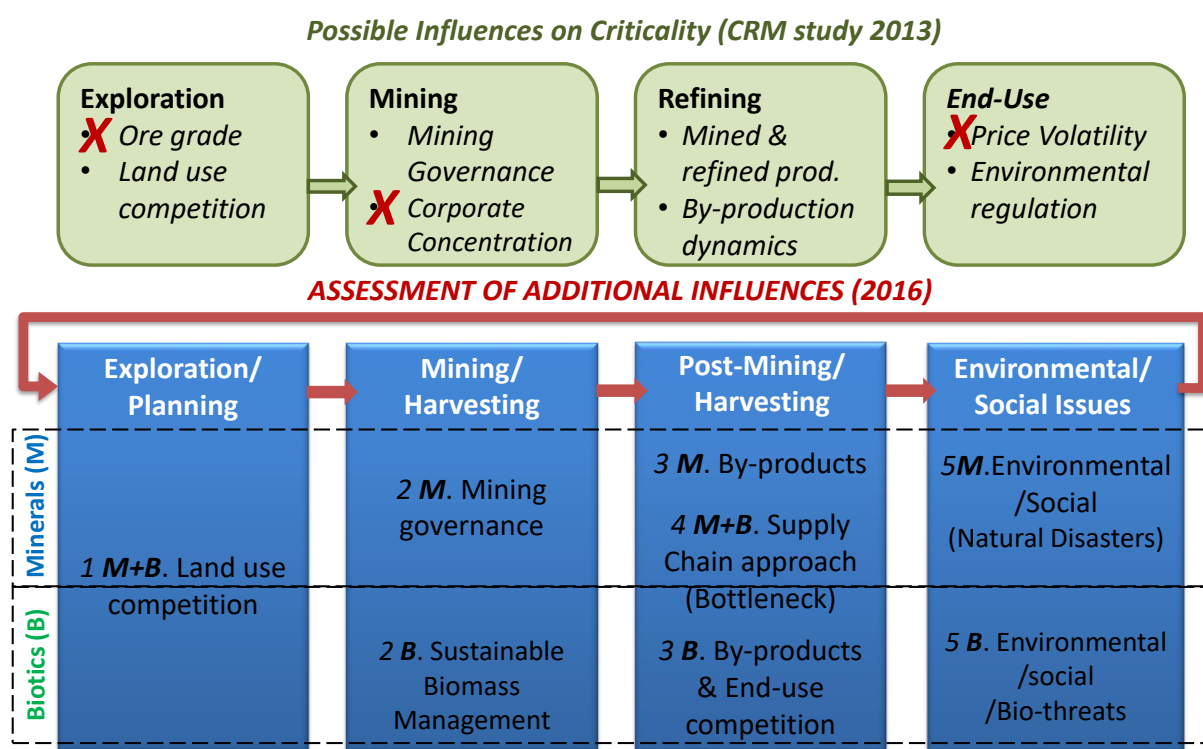 Possible Influences on Criticality (CRM study 2013)
Exploration
X Ore grade
• Land use
competition
Mining
• Mining
Governance
X Corporate
Concentration
Refining
• Mined &
refined prod.
• By-production
dynamics
End-Use
X Price Volatility
• Environmental
regulation
ASSESSMENT OF ADDITIONAL INFLUENCES (2016)
Exploration/
Planning
Mining/
Harvesting
Post-Mining/
Harvesting
Environmental/
Social Issues
Minerals (M)
Biotics (B)
1 M+B. Land use
competition
2 M. Mining
governance
2 B. Sustainable
Biomass
Management
3 M. By-products
4 M+B. Supply
Chain approach
(Bottleneck)
3 B. By-products
& End-use
competition
5M.Environmental
/Social
(Natural Disasters)
5 B. Environmental
/social
/Bio-threats